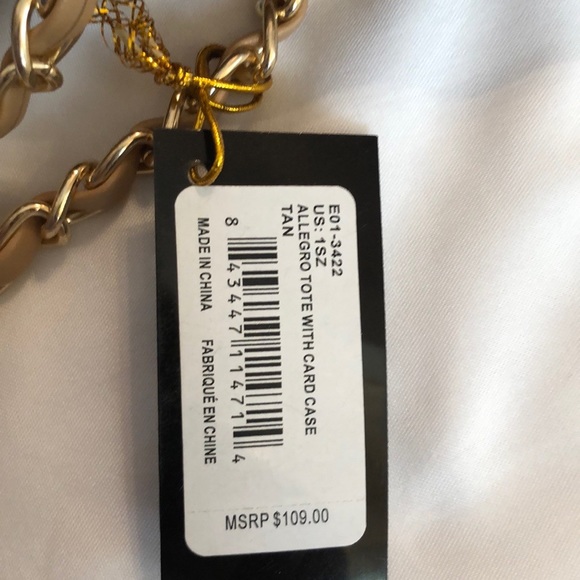 E01-3422
US: 1SZ
ALLEGRO TOTE WITH CARD CASE
TAN
8 43447 11471 4
MADE IN CHINA FABRIQUÉ EN CHINE
MSRP $109.00